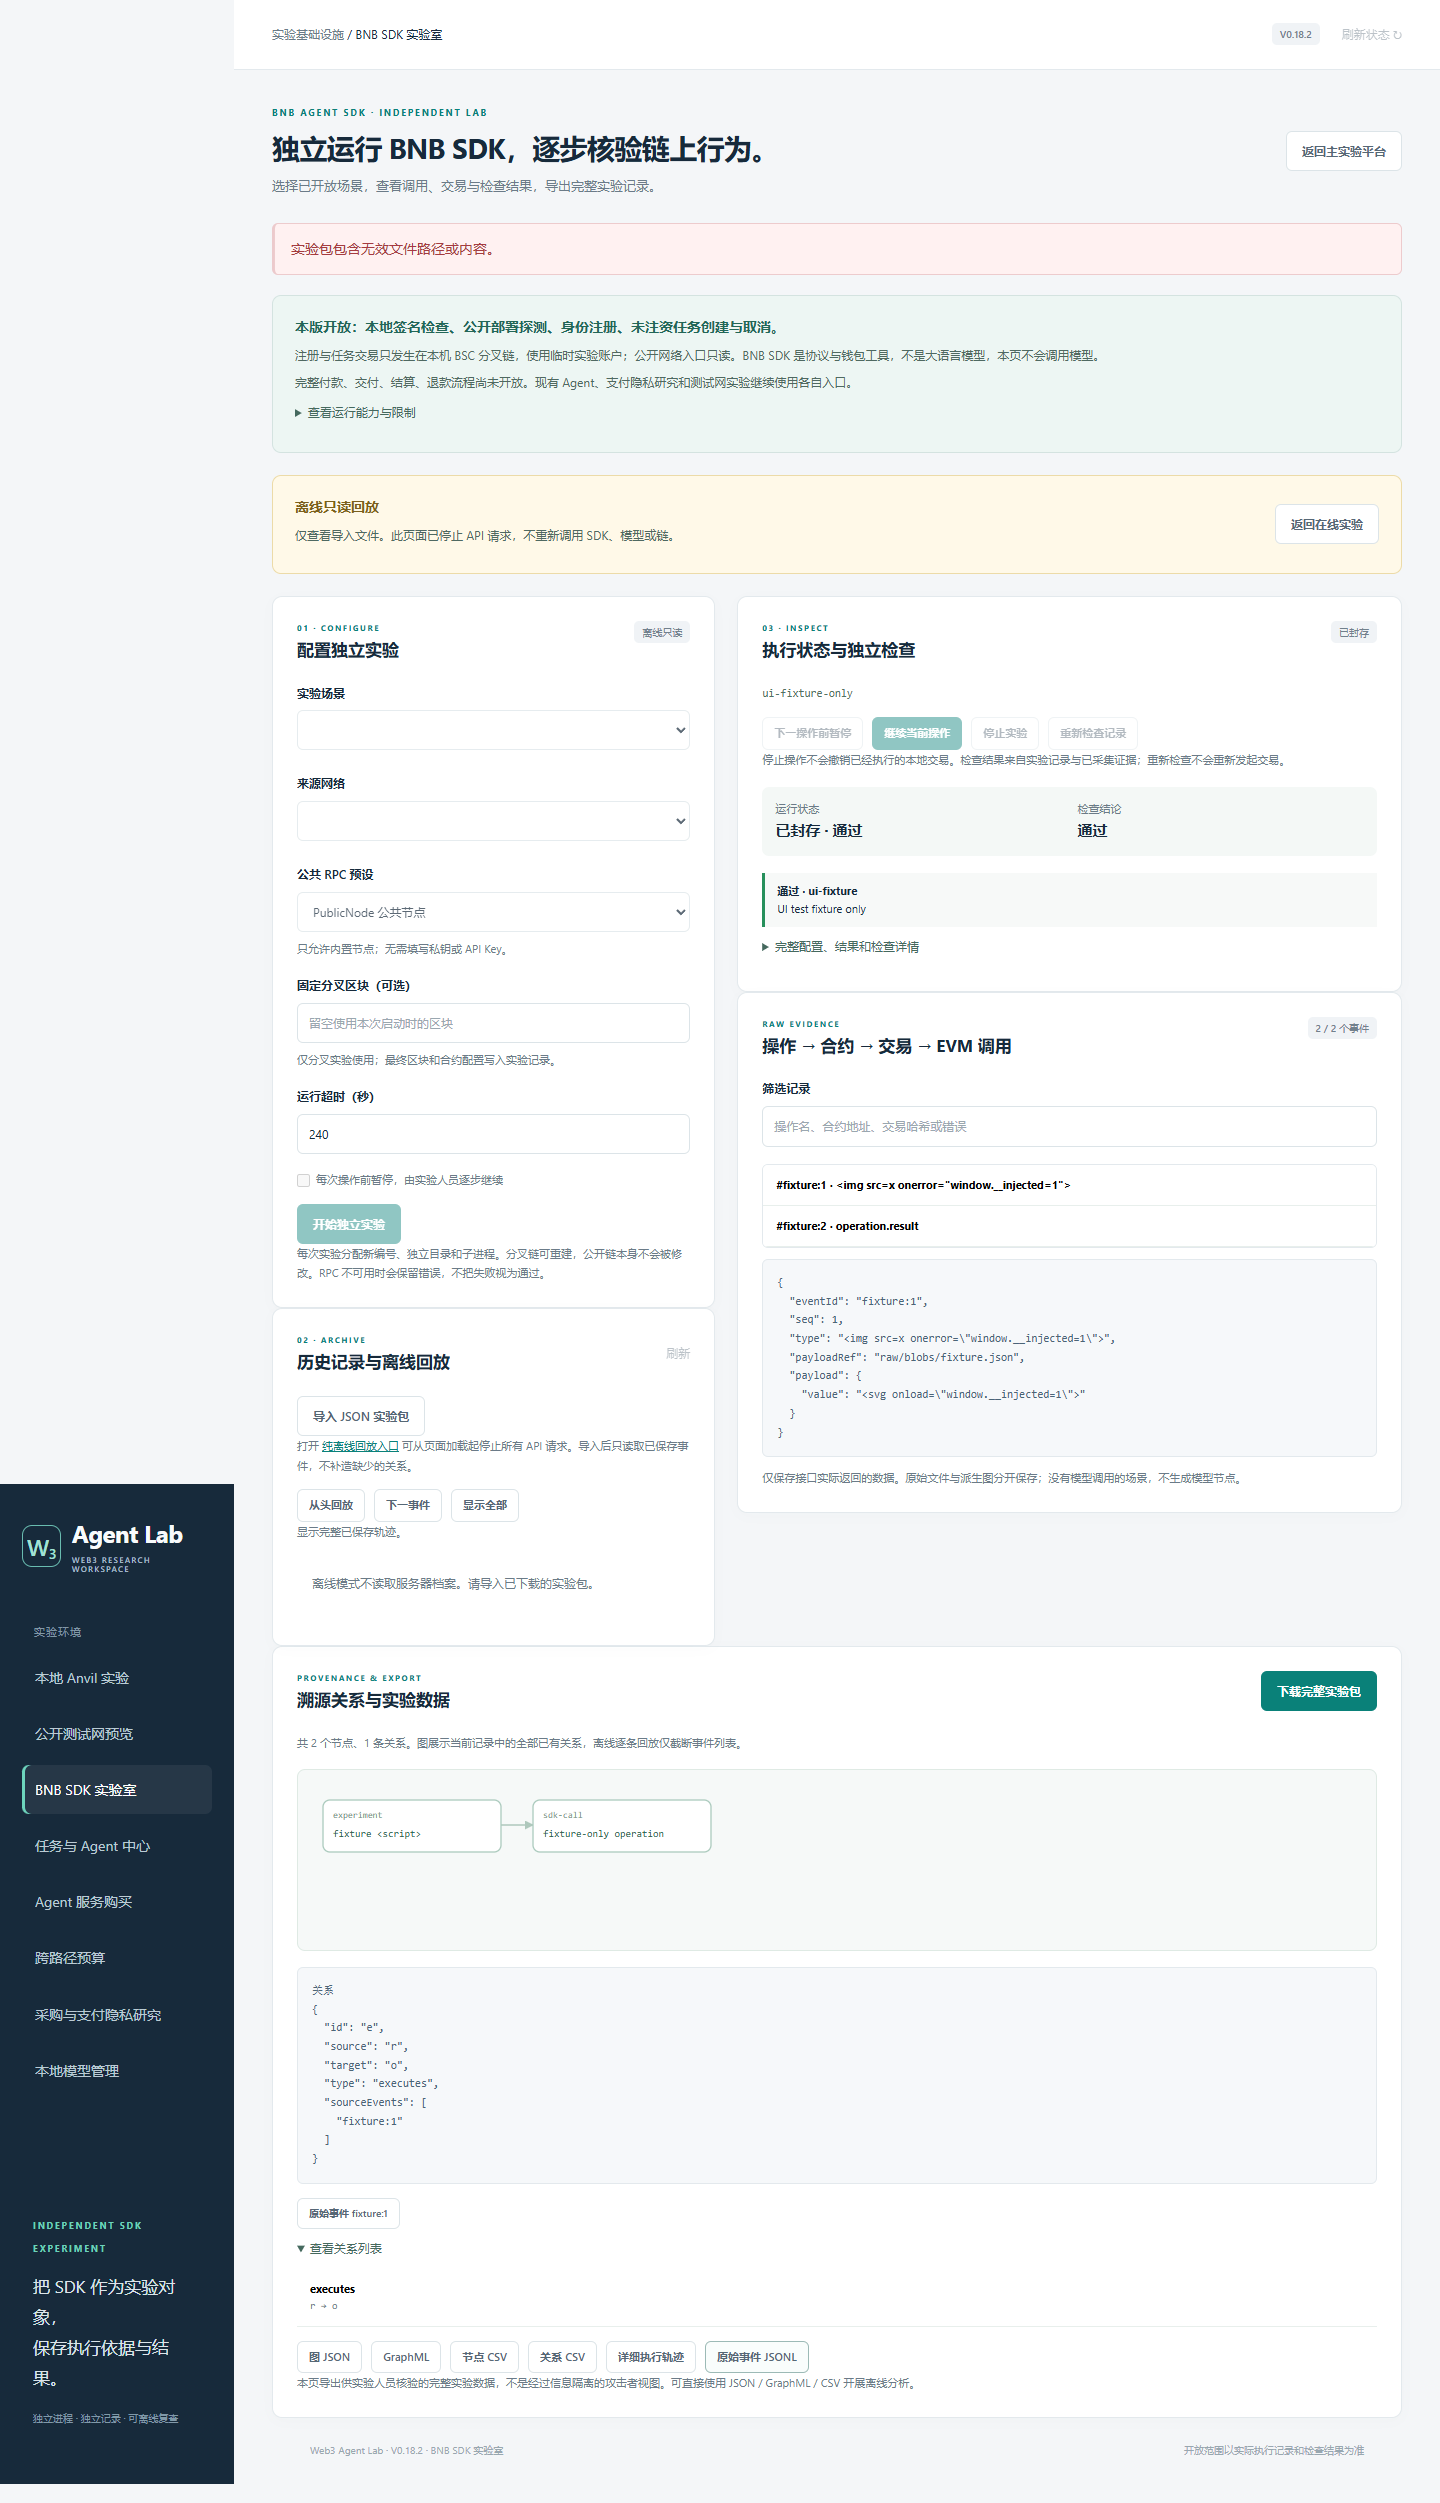 实验基础设施 / BNB SDK 实验室
V0.18.2
刷新状态 ↻
BNB AGENT SDK · INDEPENDENT LAB
独立运行 BNB SDK，逐步核验链上行为。
选择已开放场景，查看调用、交易与检查结果，导出完整实验记录。
返回主实验平台
实验包包含无效文件路径或内容。
本版开放：本地签名检查、公开部署探测、身份注册、未注资任务创建与取消。
注册与任务交易只发生在本机 BSC 分叉链，使用临时实验账户；公开网络入口只读。BNB SDK 是协议与钱包工具，不是大语言模型，本页不会调用模型。
完整付款、交付、结算、退款流程尚未开放。现有 Agent、支付隐私研究和测试网实验继续使用各自入口。
▶ 查看运行能力与限制
离线只读回放
仅查看导入文件。此页面已停止 API 请求，不重新调用 SDK、模型或链。
返回在线实验
01 · CONFIGURE
配置独立实验
离线只读
实验场景
来源网络
公共 RPC 预设
PublicNode 公共节点
只允许内置节点；无需填写私钥或 API Key。
固定分叉区块（可选）
留空使用本次启动时的区块
仅分叉实验使用；最终区块和合约配置写入实验记录。
运行超时（秒）
240
每次操作前暂停，由实验人员逐步继续
开始独立实验
每次实验分配新编号、独立目录和子进程。分叉链可重建，公开链本身不会被修
改。RPC 不可用时会保留错误，不把失败视为通过。
02 · ARCHIVE
历史记录与离线回放
刷新
导入 JSON 实验包
打开 纯离线回放入口 可从页面加载起停止所有 API 请求。导入后只读取已保存事
件，不补造缺少的关系。
从头回放
下一事件
显示全部
显示完整已保存轨迹。
离线模式不读取服务器档案。请导入已下载的实验包。
03 · INSPECT
执行状态与独立检查
已封存
ui-fixture-only
下一操作前暂停
继续当前操作
停止实验
重新检查记录
停止操作不会撤销已经执行的本地交易。检查结果来自实验记录与已采集证据；重新检查不会重新发起交易。
运行状态
已封存 · 通过
检查结论
通过
通过 · ui-fixture
UI test fixture only
▶ 完整配置、结果和检查详情
RAW EVIDENCE
操作 → 合约 → 交易 → EVM 调用
2 / 2 个事件
筛选记录
操作名、合约地址、交易哈希或错误
#fixture:1 · <img src=x onerror="window.__injected=1">
#fixture:2 · operation.result
{
"eventId": "fixture:1",
"seq": 1,
"type": "<img src=x onerror=\"window.__injected=1\">",
"payloadRef": "raw/blobs/fixture.json",
"payload": {
"value": "<svg onload=\"window.__injected=1\">"
}
}
仅保存接口实际返回的数据。原始文件与派生图分开保存；没有模型调用的场景，不生成模型节点。
PROVENANCE & EXPORT
溯源关系与实验数据
下载完整实验包
共 2 个节点、1 条关系。图展示当前记录中的全部已有关系，离线逐条回放仅截断事件列表。
experiment
fixture <script>
sdk-call
fixture-only operation
关系
{
"id": "e",
"source": "r",
"target": "o",
"type": "executes",
"sourceEvents": [
"fixture:1"
]
}
原始事件 fixture:1
▼ 查看关系列表
executes
r → o
图 JSON
GraphML
节点 CSV
关系 CSV
详细执行轨迹
原始事件 JSONL
本页导出供实验人员核验的完整实验数据，不是经过信息隔离的攻击者视图。可直接使用 JSON / GraphML / CSV 开展离线分析。
Web3 Agent Lab · V0.18.2 · BNB SDK 实验室
开放范围以实际执行记录和检查结果为准
W3
Agent Lab
WEB3 RESEARCH
WORKSPACE
实验环境
本地 Anvil 实验
公开测试网预览
BNB SDK 实验室
任务与 Agent 中心
Agent 服务购买
跨路径预算
采购与支付隐私研究
本地模型管理
INDEPENDENT SDK
EXPERIMENT
把 SDK 作为实验对
象，
保存执行依据与结
果。
独立进程 · 独立记录 · 可离线复查